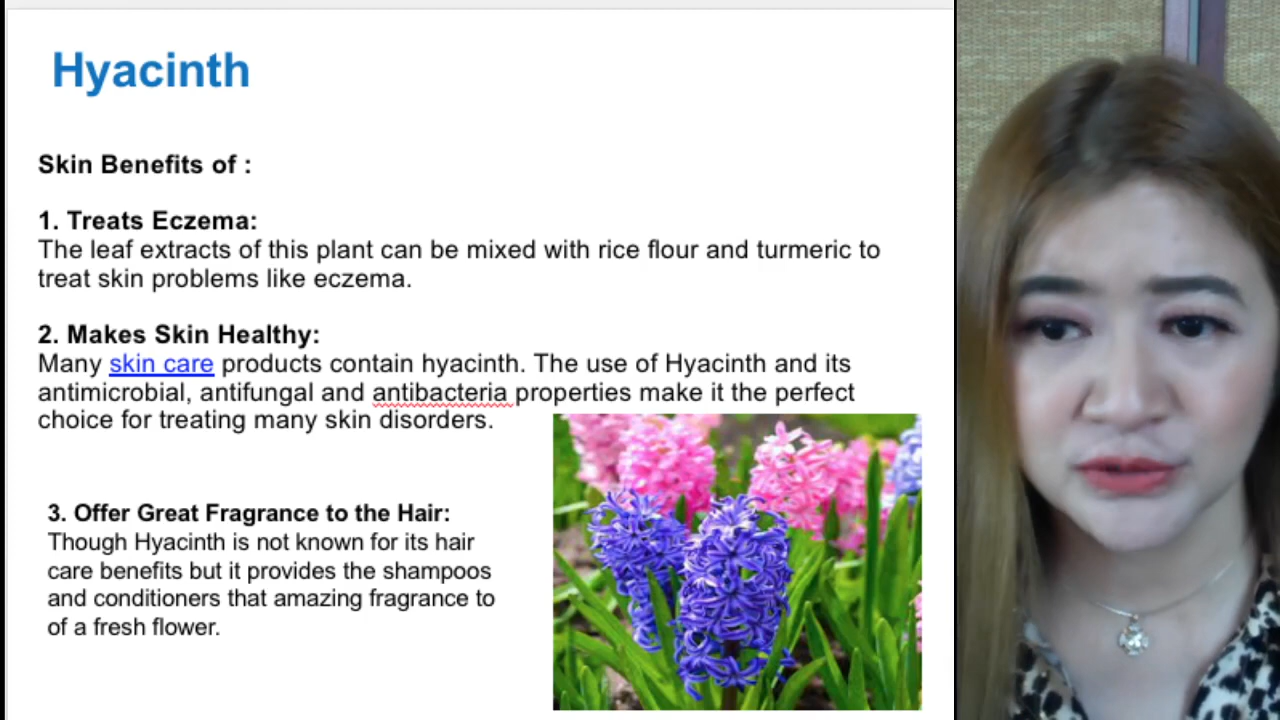 Hyacinth
Skin Benefits of :
1. Treats Eczema:
The leaf extracts of this plant can be mixed with rice flour and turmeric to
treat skin problems like eczema.
2. Makes Skin Healthy:
Many skin care products contain hyacinth. The use of Hyacinth and its
antimicrobial, antifungal and antibacteria properties make it the perfect
choice for treating many skin disorders.
3. Offer Great Fragrance to the Hair:
Though Hyacinth is not known for its hair
care benefits but it provides the shampoos
and conditioners that amazing fragrance to
of a fresh flower.